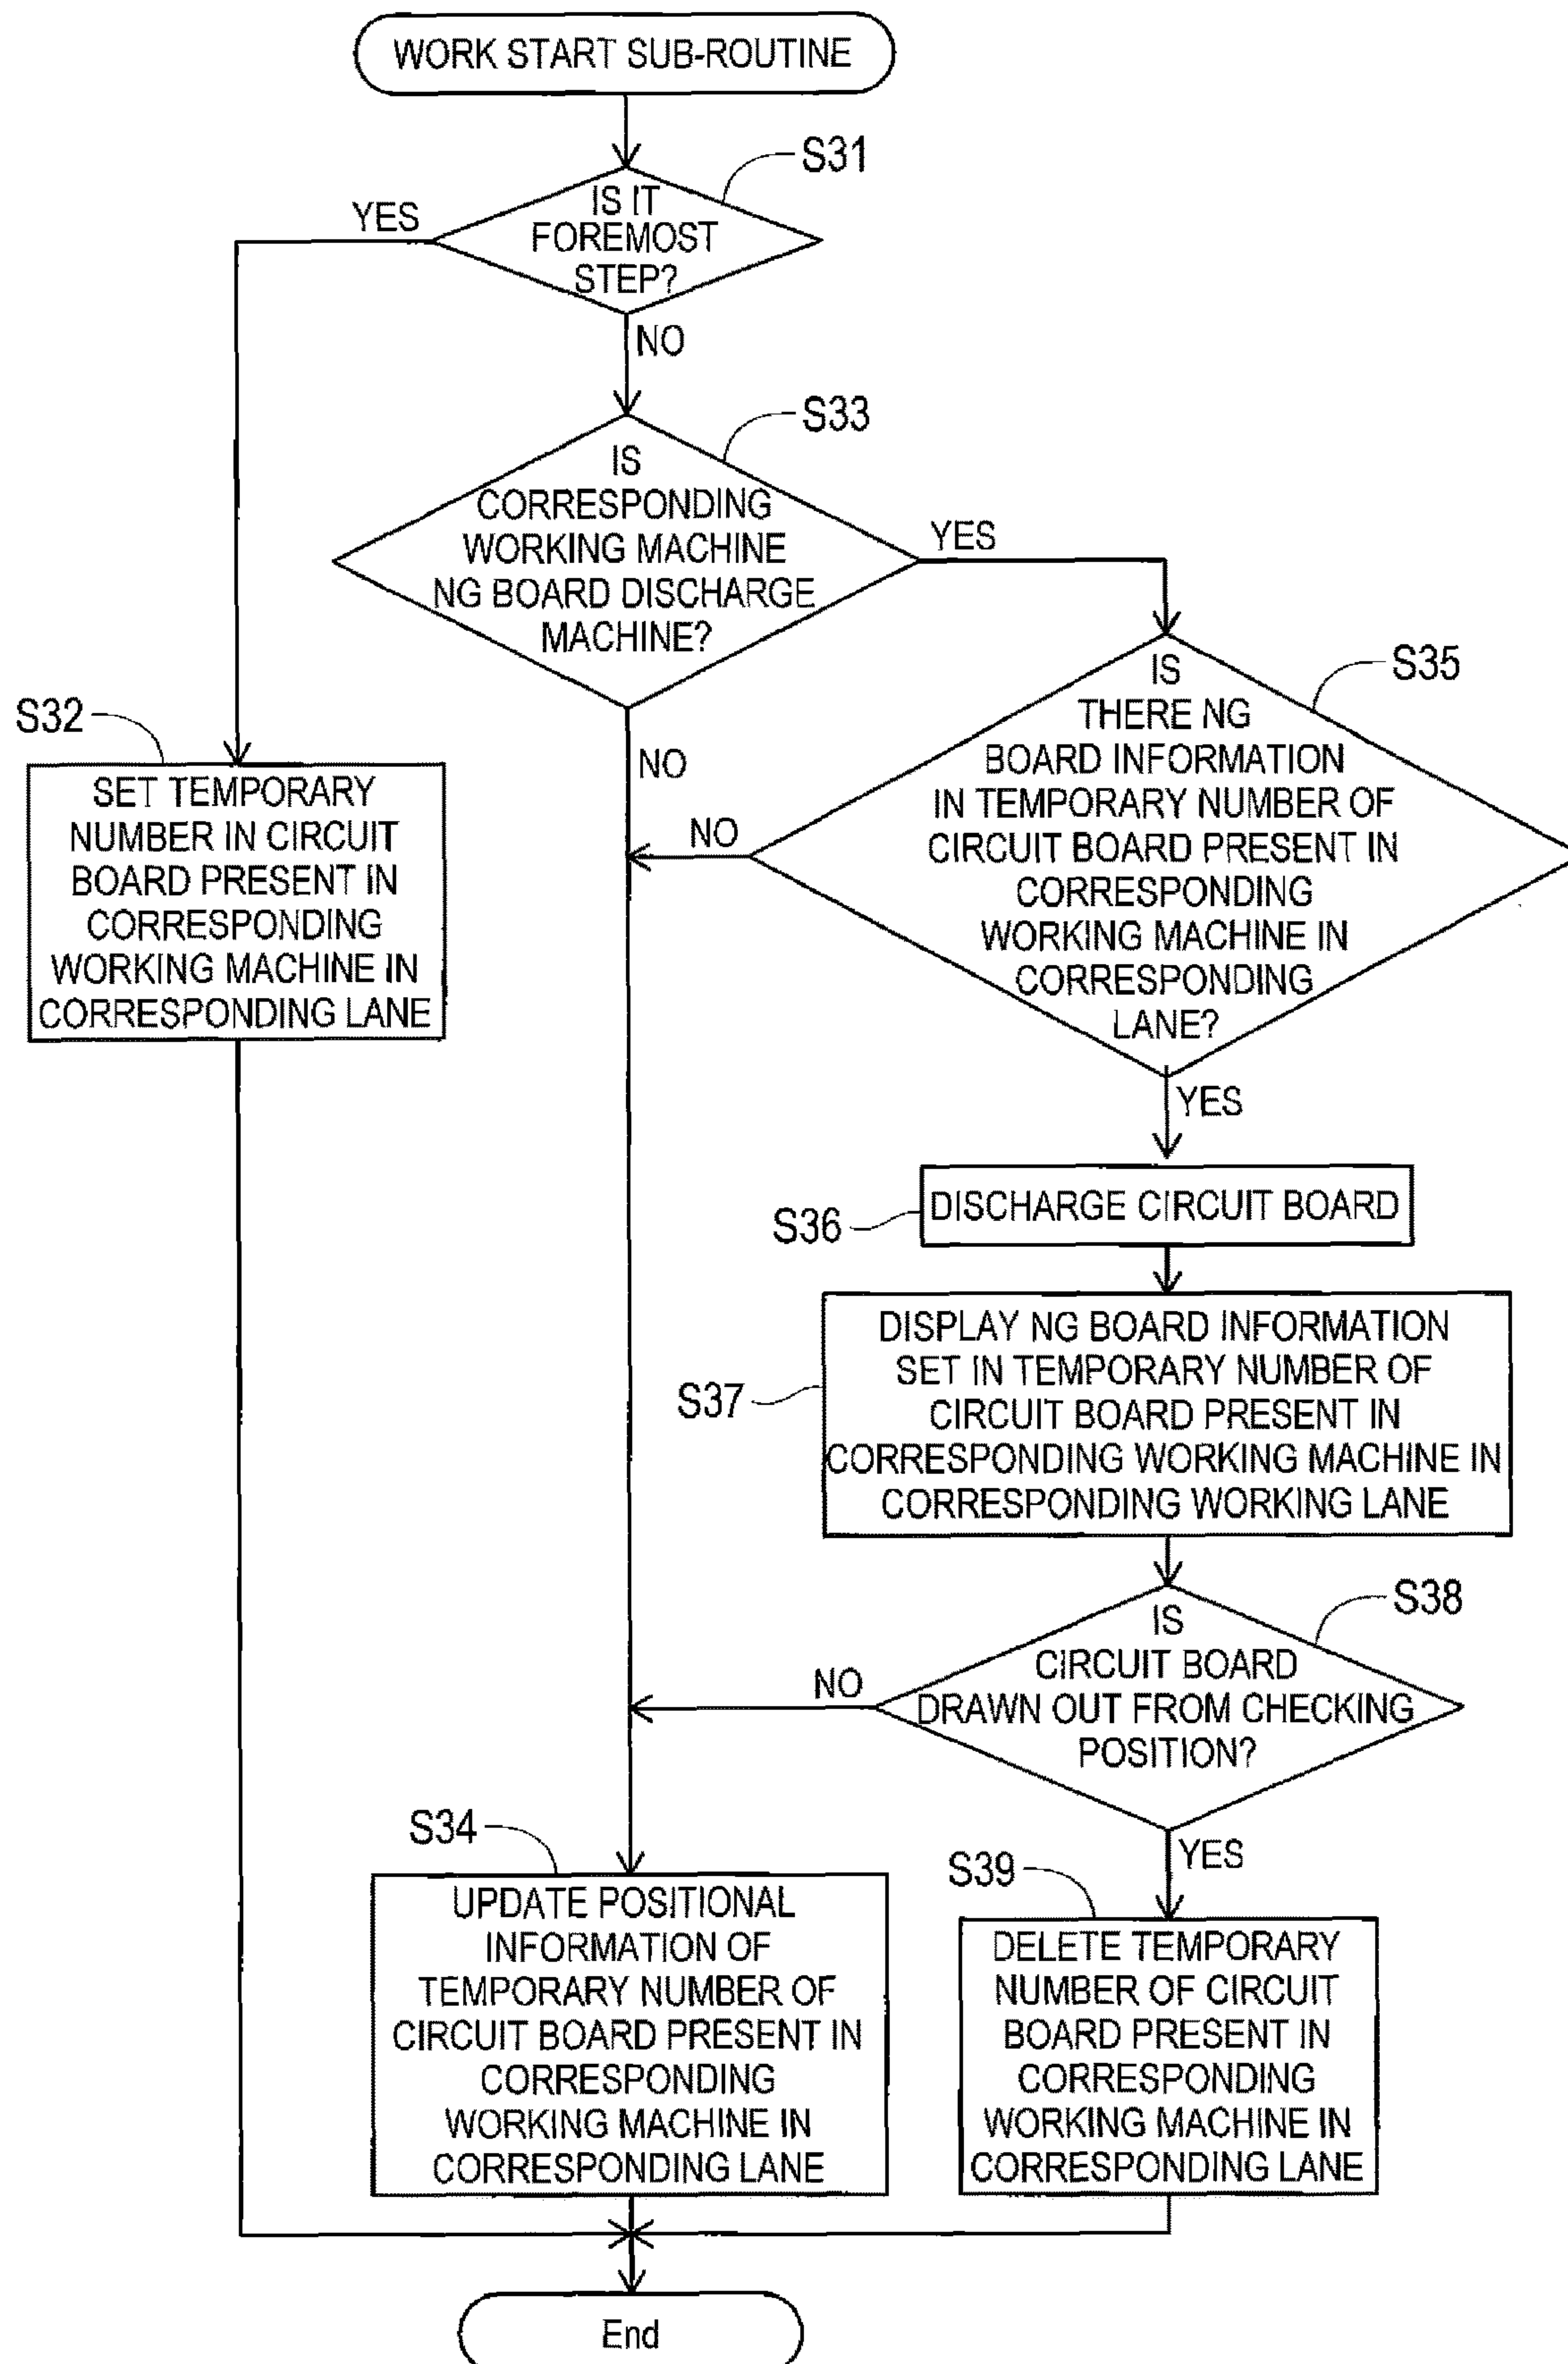 WORK START SUB-ROUTINE
S31
IS IT
FOREMOST
STEP?
YES
NO
S33
IS
CORRESPONDING
WORKING MACHINE
NG BOARD DISCHARGE
MACHINE?
YES
NO
S32
SET TEMPORARY
NUMBER IN CIRCUIT
BOARD PRESENT IN
CORRESPONDING
WORKING MACHINE IN
CORRESPONDING LANE
S35
IS
THERE NG
BOARD INFORMATION
IN TEMPORARY NUMBER OF
CIRCUIT BOARD PRESENT IN
CORRESPONDING
WORKING MACHINE IN
CORRESPONDING
LANE?
NO
YES
S36
DISCHARGE CIRCUIT BOARD
S37
DISPLAY NG BOARD INFORMATION
SET IN TEMPORARY NUMBER OF
CIRCUIT BOARD PRESENT IN
CORRESPONDING WORKING MACHINE IN
CORRESPONDING WORKING LANE
S38
IS
CIRCUIT BOARD
DRAWN OUT FROM CHECKING
POSITION?
NO
YES
S34
UPDATE POSITIONAL
INFORMATION OF
TEMPORARY NUMBER OF
CIRCUIT BOARD PRESENT IN
CORRESPONDING
WORKING MACHINE IN
CORRESPONDING LANE
S39
DELETE TEMPORARY
NUMBER OF CIRCUIT
BOARD PRESENT IN
CORRESPONDING
WORKING MACHINE IN
CORRESPONDING LANE
End